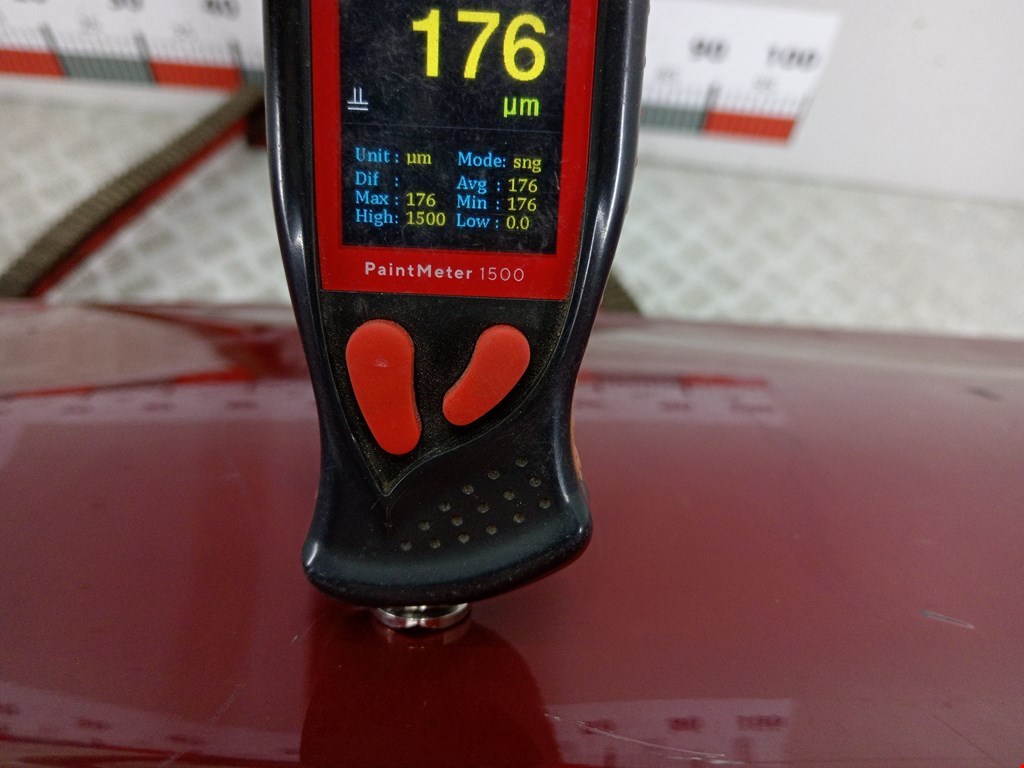 40
90 100
176
µm
Unit : µm Mode: sng
Dif : Avg : 176
Max : 176 Min : 176
High: 1500 Low : 0.0
PaintMeter 1500